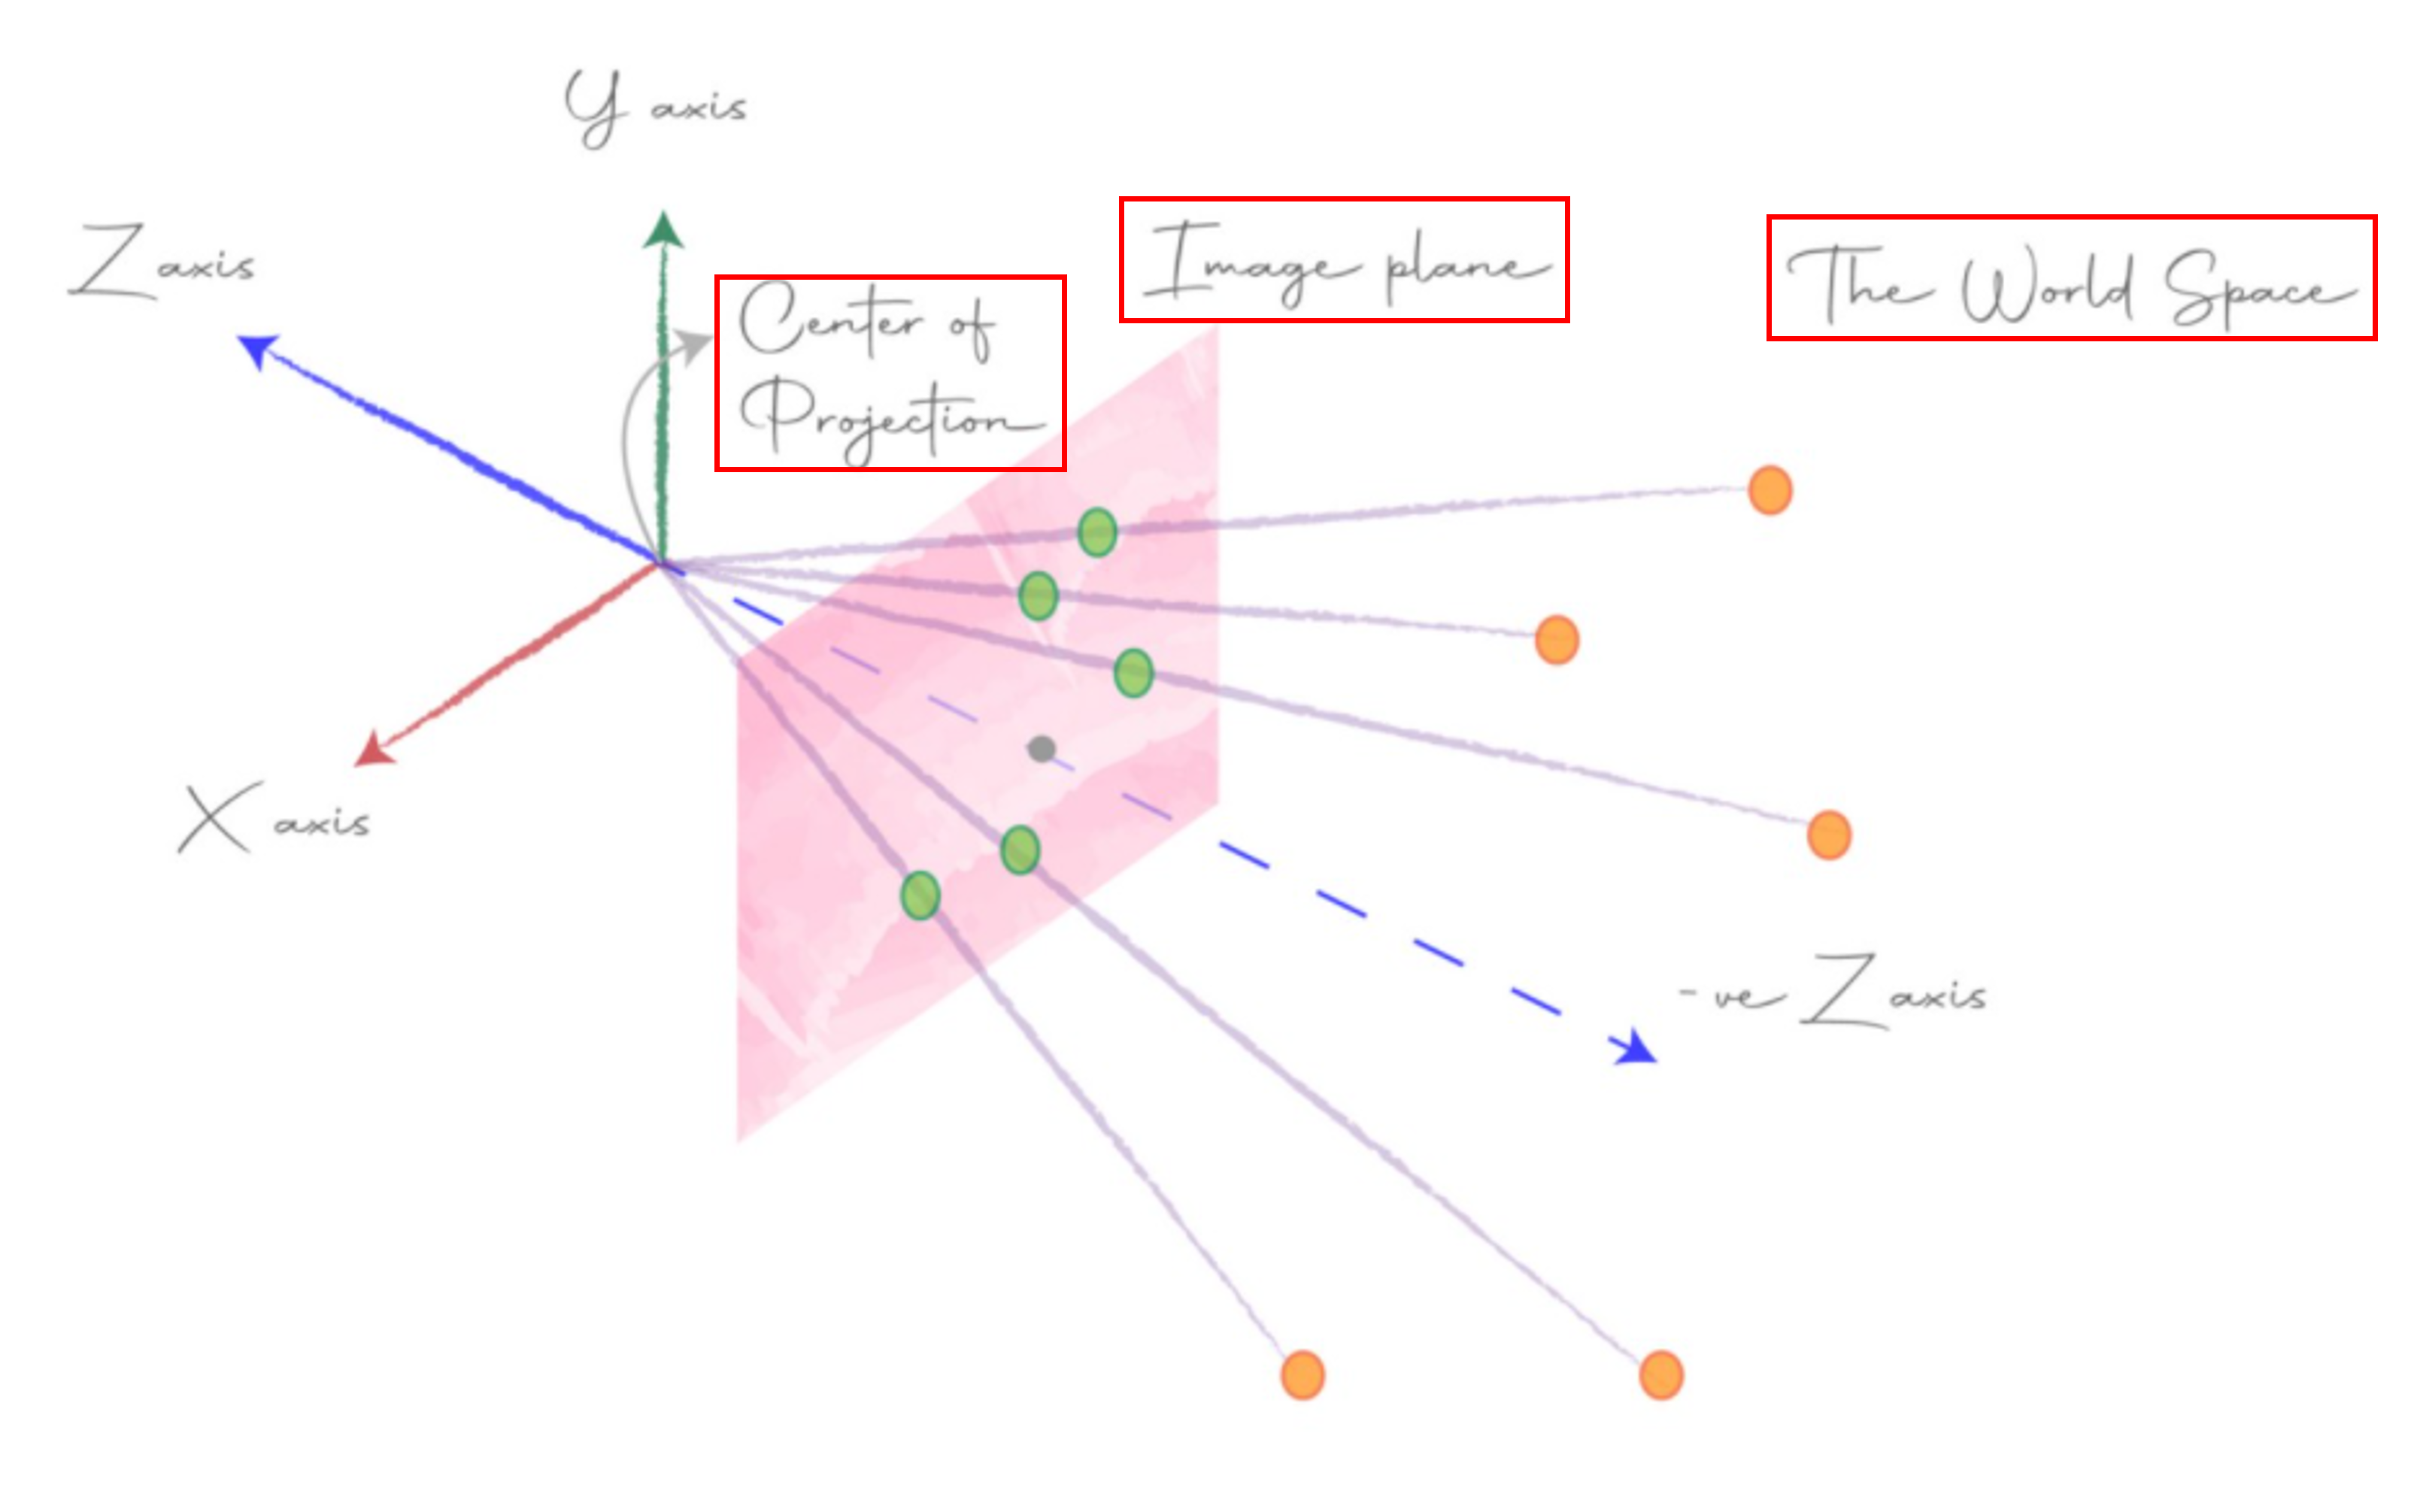 Y axis
Z axis
Center of
Projection
Image plane
The World Space
X axis
-ve Z axis